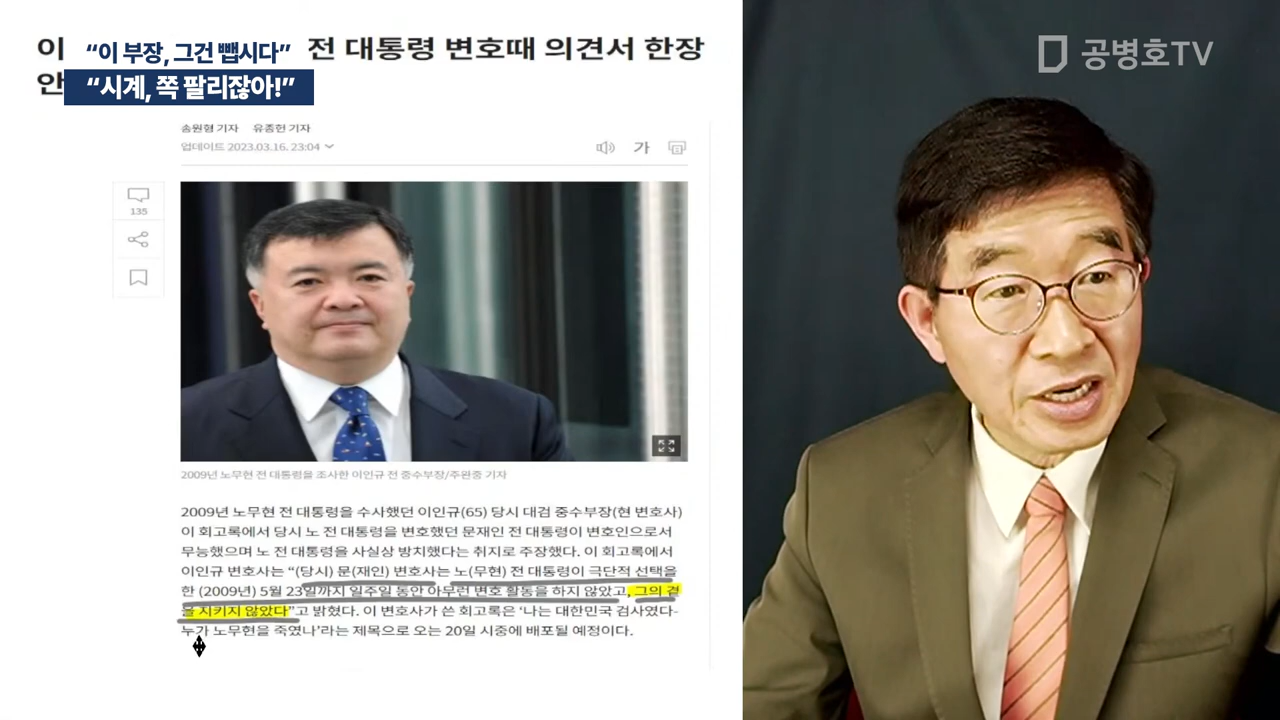 이
“이 부장, 그건 뺍시다”
전 대통령 변호때 의견서 한장
안
“시계, 쪽 팔리잖아!”
공병호TV
송원형 기자 유종헌 기자
업데이트 2023.03.16. 23:04
가
135
2009년 노무현 전 대통령을 조사한 이인규 전 중수부장/주완중 기자
2009년 노무현 전 대통령을 수사했던 이인규(65) 당시 대검 중수부장(현 변호사)
이 회고록에서 당시 노 전 대통령을 변호했던 문재인 전 대통령이 변호인으로서
무능했으며 노 전 대통령을 사실상 방치했다는 취지로 주장했다. 이 회고록에서
이인규 변호사는 “(당시) 문(재인) 변호사는 노(무현) 전 대통령이 극단적 선택을
한 (2009년) 5월 23일까지 일주일 동안 아무런 변호 활동을 하지 않았고, 그의 곁
을 지키지 않았다”고 밝혔다. 이 변호사가 쓴 회고록은 ‘나는 대한민국 검사였다-
누가 노무현을 죽였나’라는 제목으로 오는 20일 시중에 배포될 예정이다.